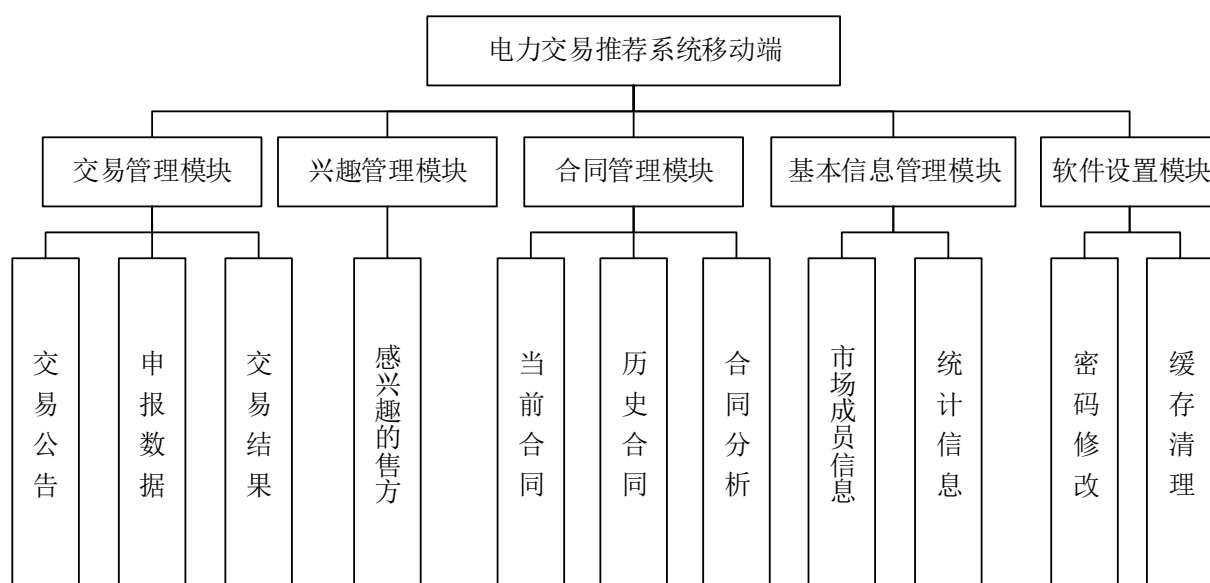 电力交易推荐系统移动端
交易管理模块
兴趣管理模块
合同管理模块
基本信息管理模块
软件设置模块
交易公告
申报数据
交易结果
感兴趣的售方
当前合同
历史合同
合同分析
市场成员信息
统计信息
密码修改
缓存清理